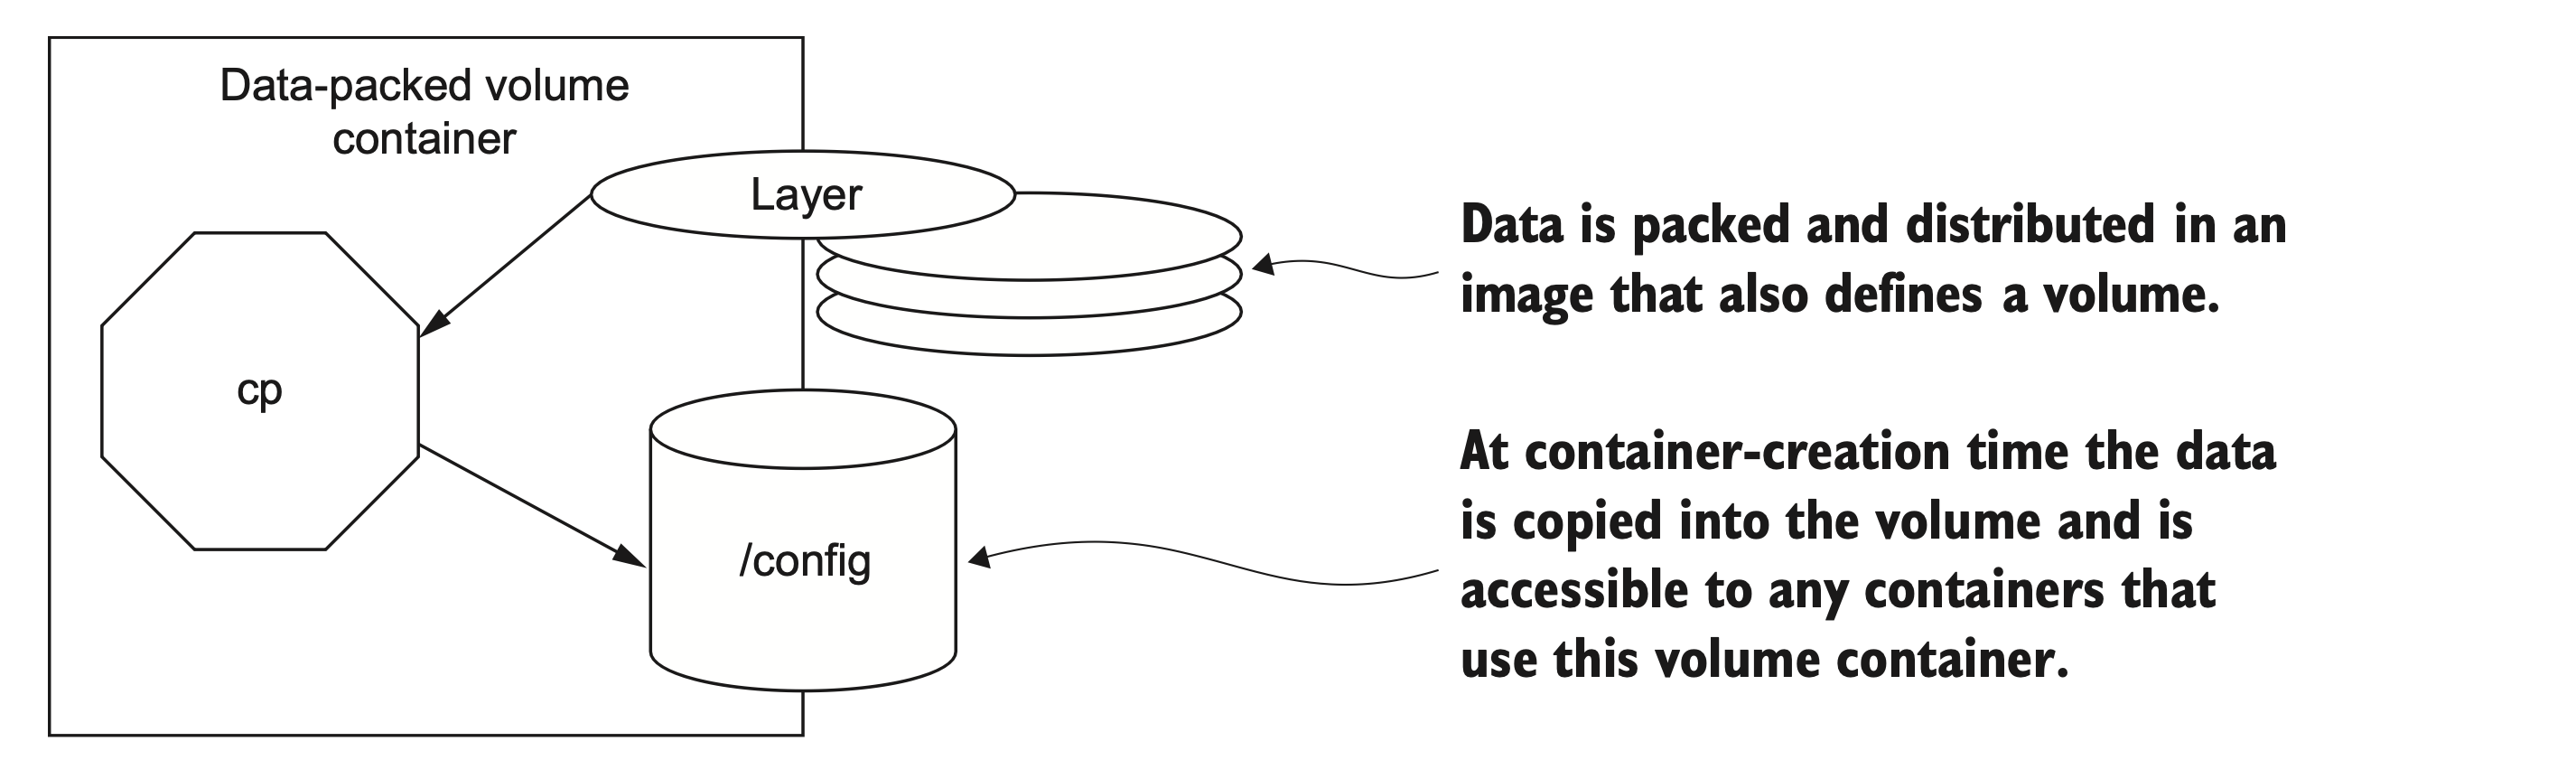 Data-packed volume
container
Layer
cp
/config
Data is packed and distributed in an
image that also defines a volume.
At container-creation time the data
is copied into the volume and is
accessible to any containers that
use this volume container.